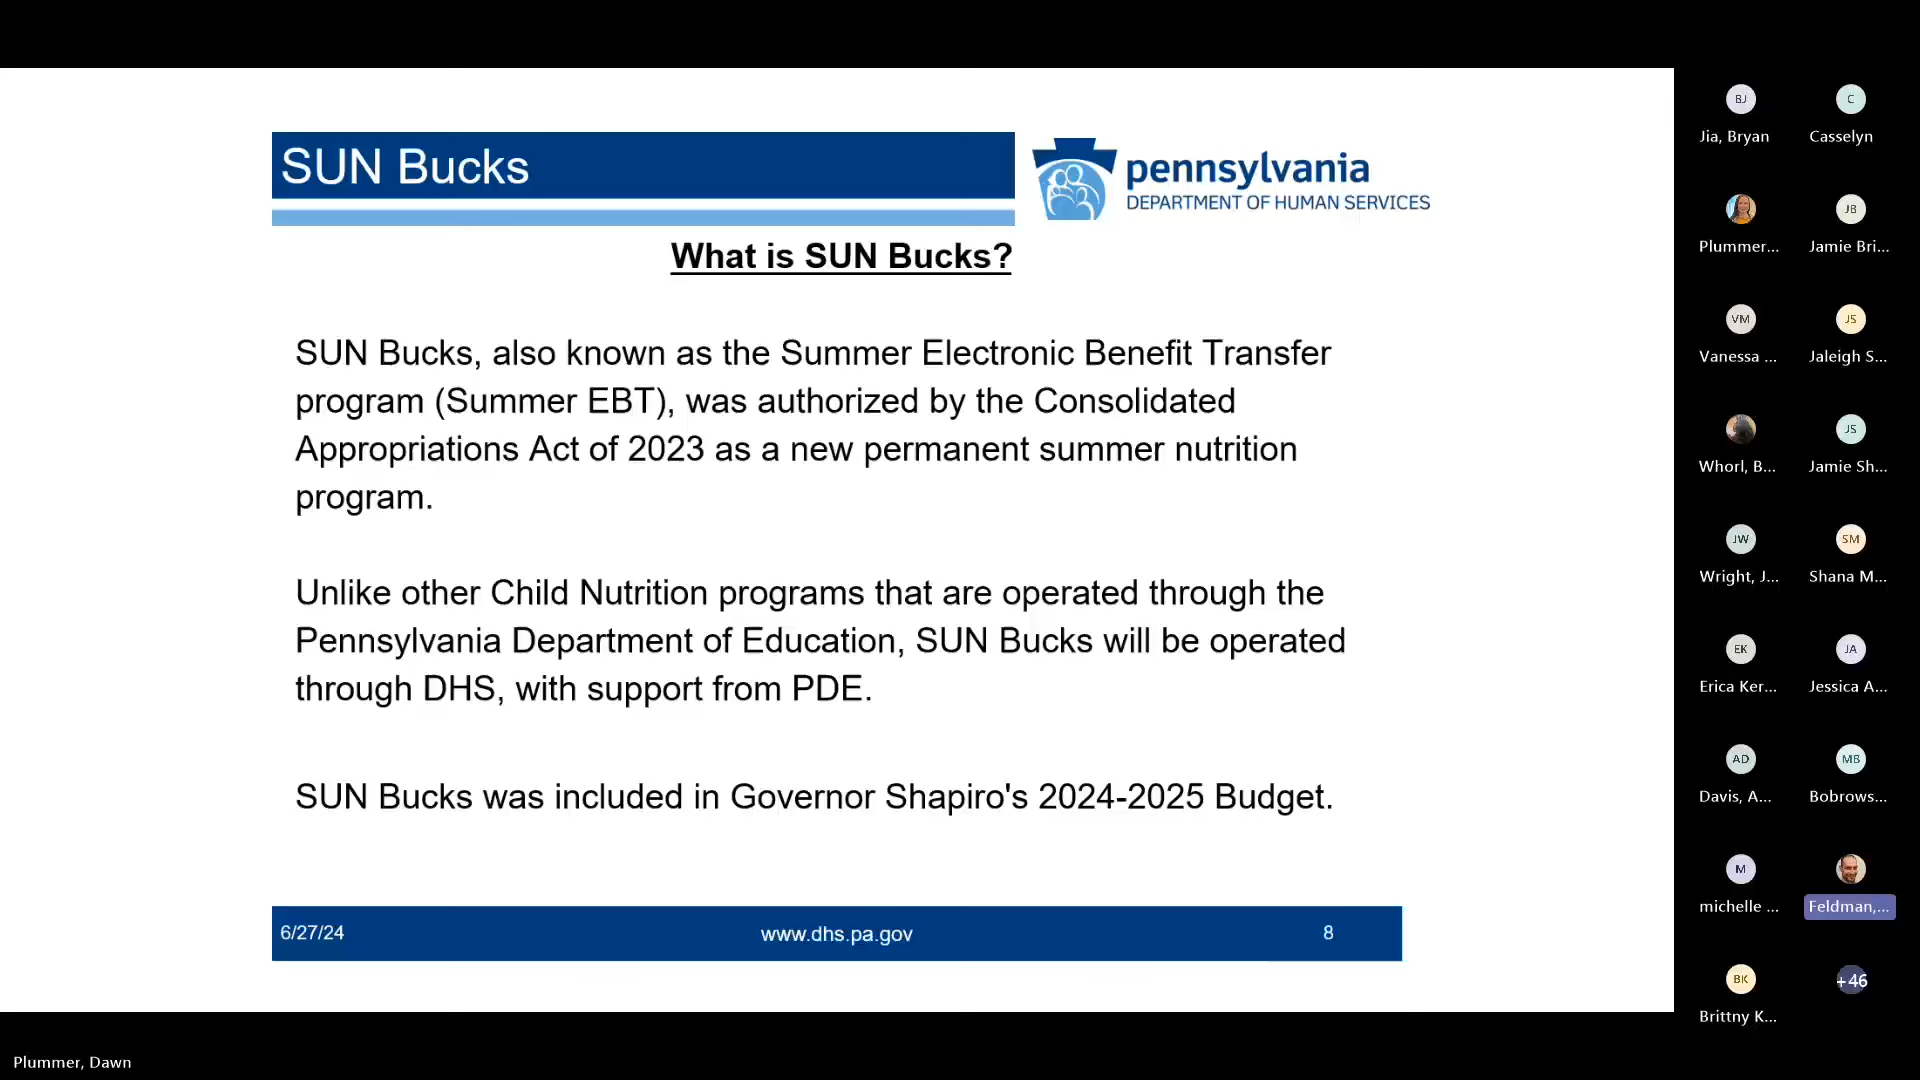 SUN Bucks
pennsylvania
DEPARTMENT OF HUMAN SERVICES
What is SUN Bucks?
SUN Bucks, also known as the Summer Electronic Benefit Transfer
program (Summer EBT), was authorized by the Consolidated
Appropriations Act of 2023 as a new permanent summer nutrition
program.
Unlike other Child Nutrition programs that are operated through the
Pennsylvania Department of Education, SUN Bucks will be operated
through DHS, with support from PDE.
SUN Bucks was included in Governor Shapiro's 2024-2025 Budget.
6/27/24
www.dhs.pa.gov
8
BJ
C
Jia, Bryan
Casselyn
JB
Plummer...
Jamie Bri...
VM
JS
Vanessa ...
Jaleigh S...
JS
Whorl, B...
Jamie Sh...
JW
SM
Wright, J...
Shana M...
EK
JA
Erica Ker...
Jessica A...
AD
MB
Davis, A...
Bobrows...
M
michelle ...
Feldman,...
BK
+46
Brittny K...
Plummer, Dawn